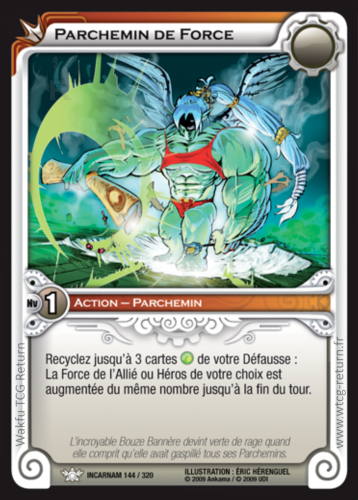 Parchemin de Force
Nv 1
Action – Parchemin
Recyclez jusqu'à 3 cartes de votre Défausse :
La Force de l'Allié ou Héros de votre choix est
augmentée du même nombre jusqu'à la fin du tour.
L'incroyable Bouze Bannère devint verte de rage quand
elle comprit qu'elle avait gaspillé tous ses Parchemins.
INCARNAM 144 / 320
ILLUSTRATION : ÉRIC HÉRENGUEL
© 2009 Ankama / © 2009 UDI
Wakfu TCG Return
www.wtcg-return.fr